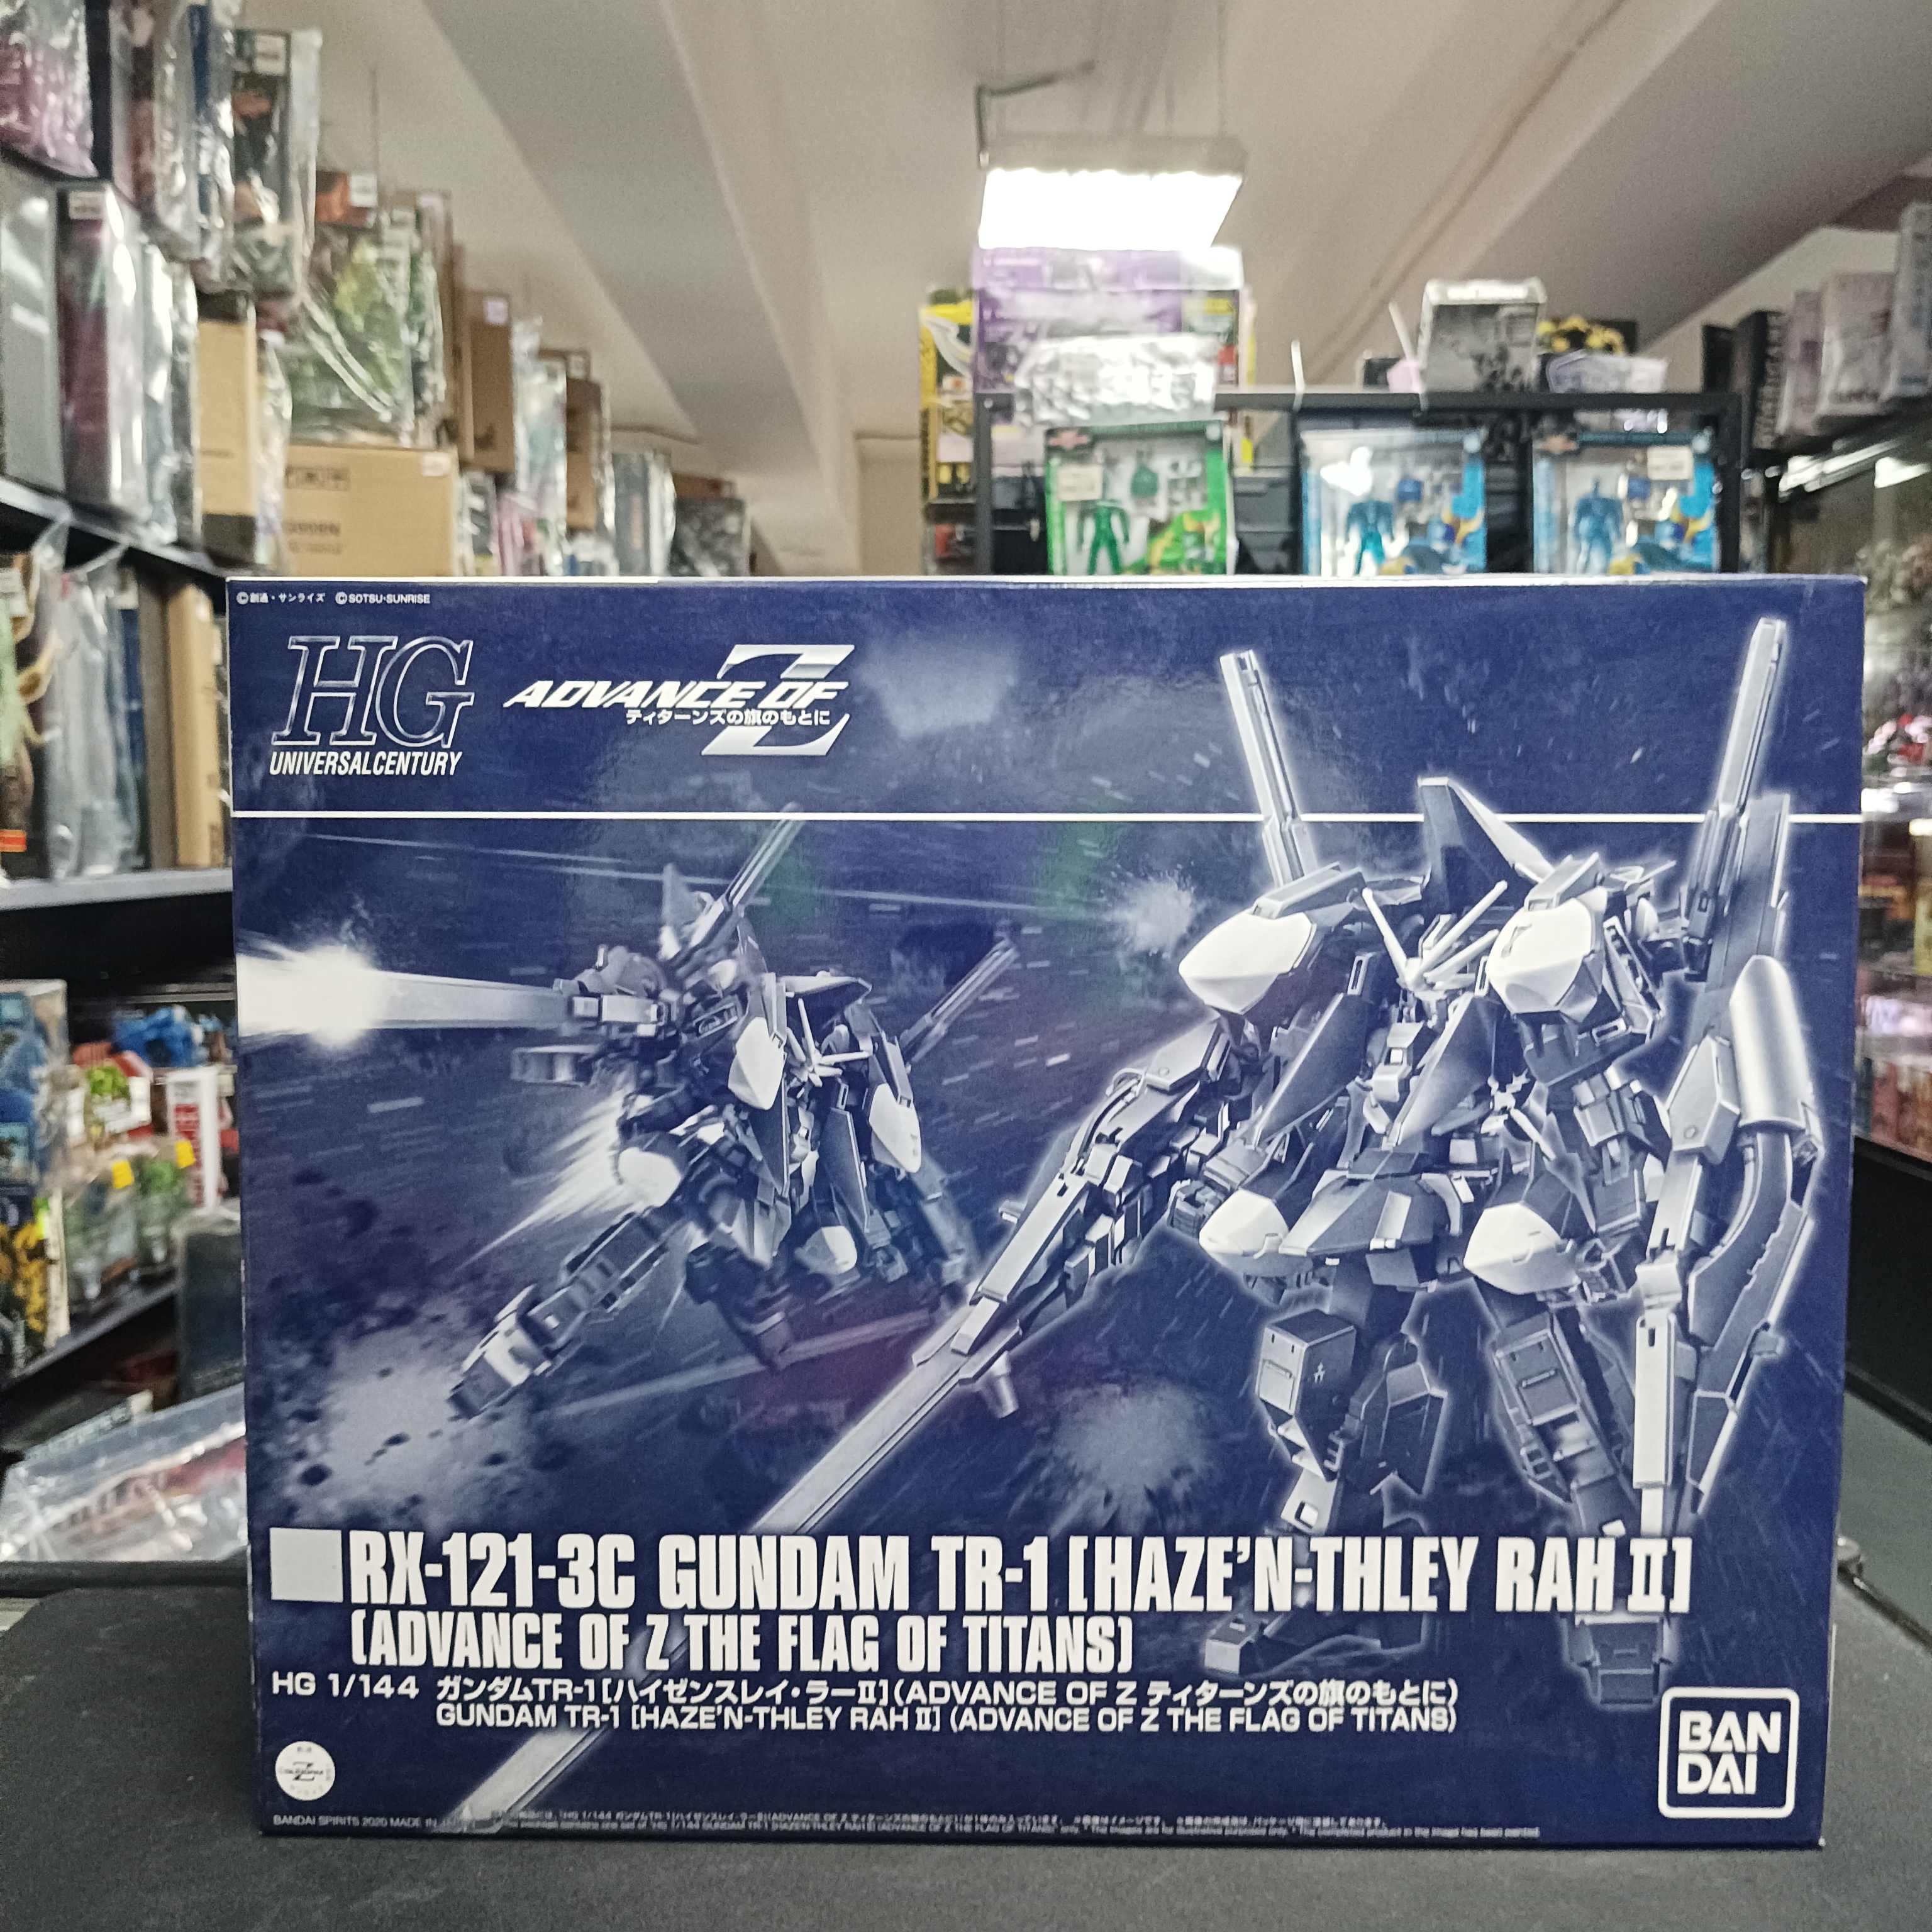 ©創通・サンライズ ©SOTSU・SUNRISE
HG
UNIVERSAL CENTURY
ADVANCE OF Z
ティターンズの旗のもとに
RX-121-3C GUNDAM TR-1 [HAZE'N-THLEY RAH Ⅱ]
(ADVANCE OF Z THE FLAG OF TITANS)
HG 1/144 ガンダムTR-1[ハイゼンスレイ・ラーⅡ](ADVANCE OF Z ティターンズの旗のもとに)
GUNDAM TR-1 [HAZE'N-THLEY RAH Ⅱ] (ADVANCE OF Z THE FLAG OF TITANS)
BAN
DAI
BANDAI SPIRITS 2020 MADE IN